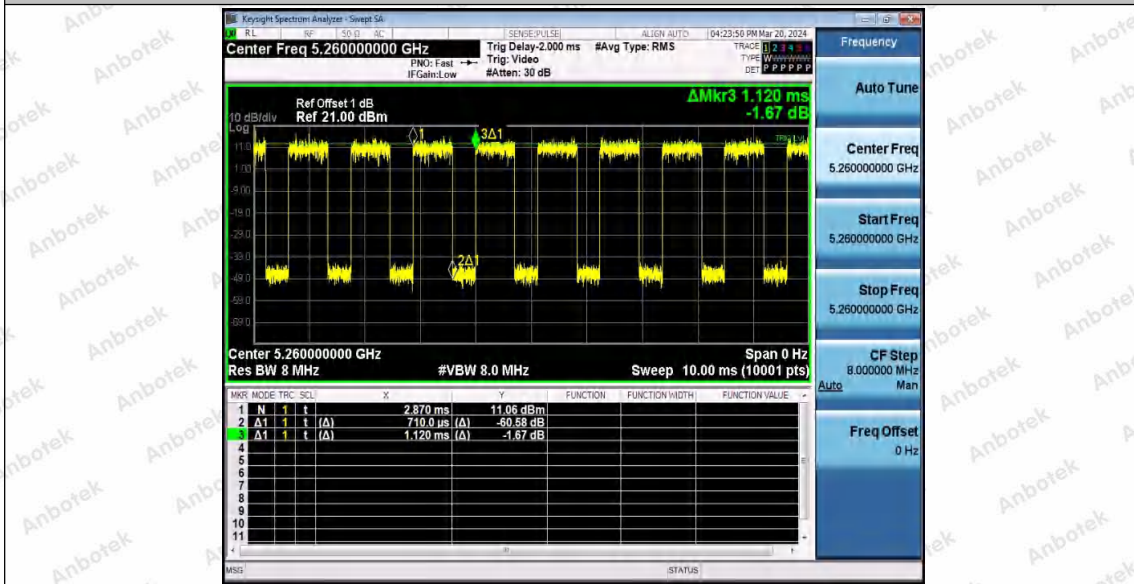 Keysight Spectrum Analyzer - Swept SA
RL RF 50 Ω AC SENSE:PULSE ALIGN AUTO 04:23:50 PM Mar 20, 2024
Center Freq 5.260000000 GHz
PNO: Fast
IFGain:Low
Trig Delay-2.000 ms
Trig: Video
#Atten: 30 dB
#Avg Type: RMS
TRACE 1 2 3 4 5 6
TYPE WWWWWW
DET P P P P P P
Frequency
Auto Tune
Center Freq
5.260000000 GHz
Start Freq
5.260000000 GHz
Stop Freq
5.260000000 GHz
CF Step
8.000000 MHz
Auto Man
Freq Offset
0 Hz
ΔMkr3 1.120 ms
-1.67 dB
Ref Offset 1 dB
10 dB/div Ref 21.00 dBm
Log
11.0
1.00
-9.00
-19.0
-29.0
-39.0
-49.0
-59.0
-69.0
1
3Δ1
2Δ1
TRIG LVL
Center 5.260000000 GHz Span 0 Hz
Res BW 8 MHz #VBW 8.0 MHz Sweep 10.00 ms (10001 pts)
MKR MODE TRC SCL X Y FUNCTION FUNCTION WIDTH FUNCTION VALUE
1 N 1 t 2.870 ms 11.06 dBm
2 Δ1 1 t (Δ) 710.0 µs (Δ) -60.58 dB
3 Δ1 1 t (Δ) 1.120 ms (Δ) -1.67 dB
4
5
6
7
8
9
10
11
MSG STATUS
Anbotek